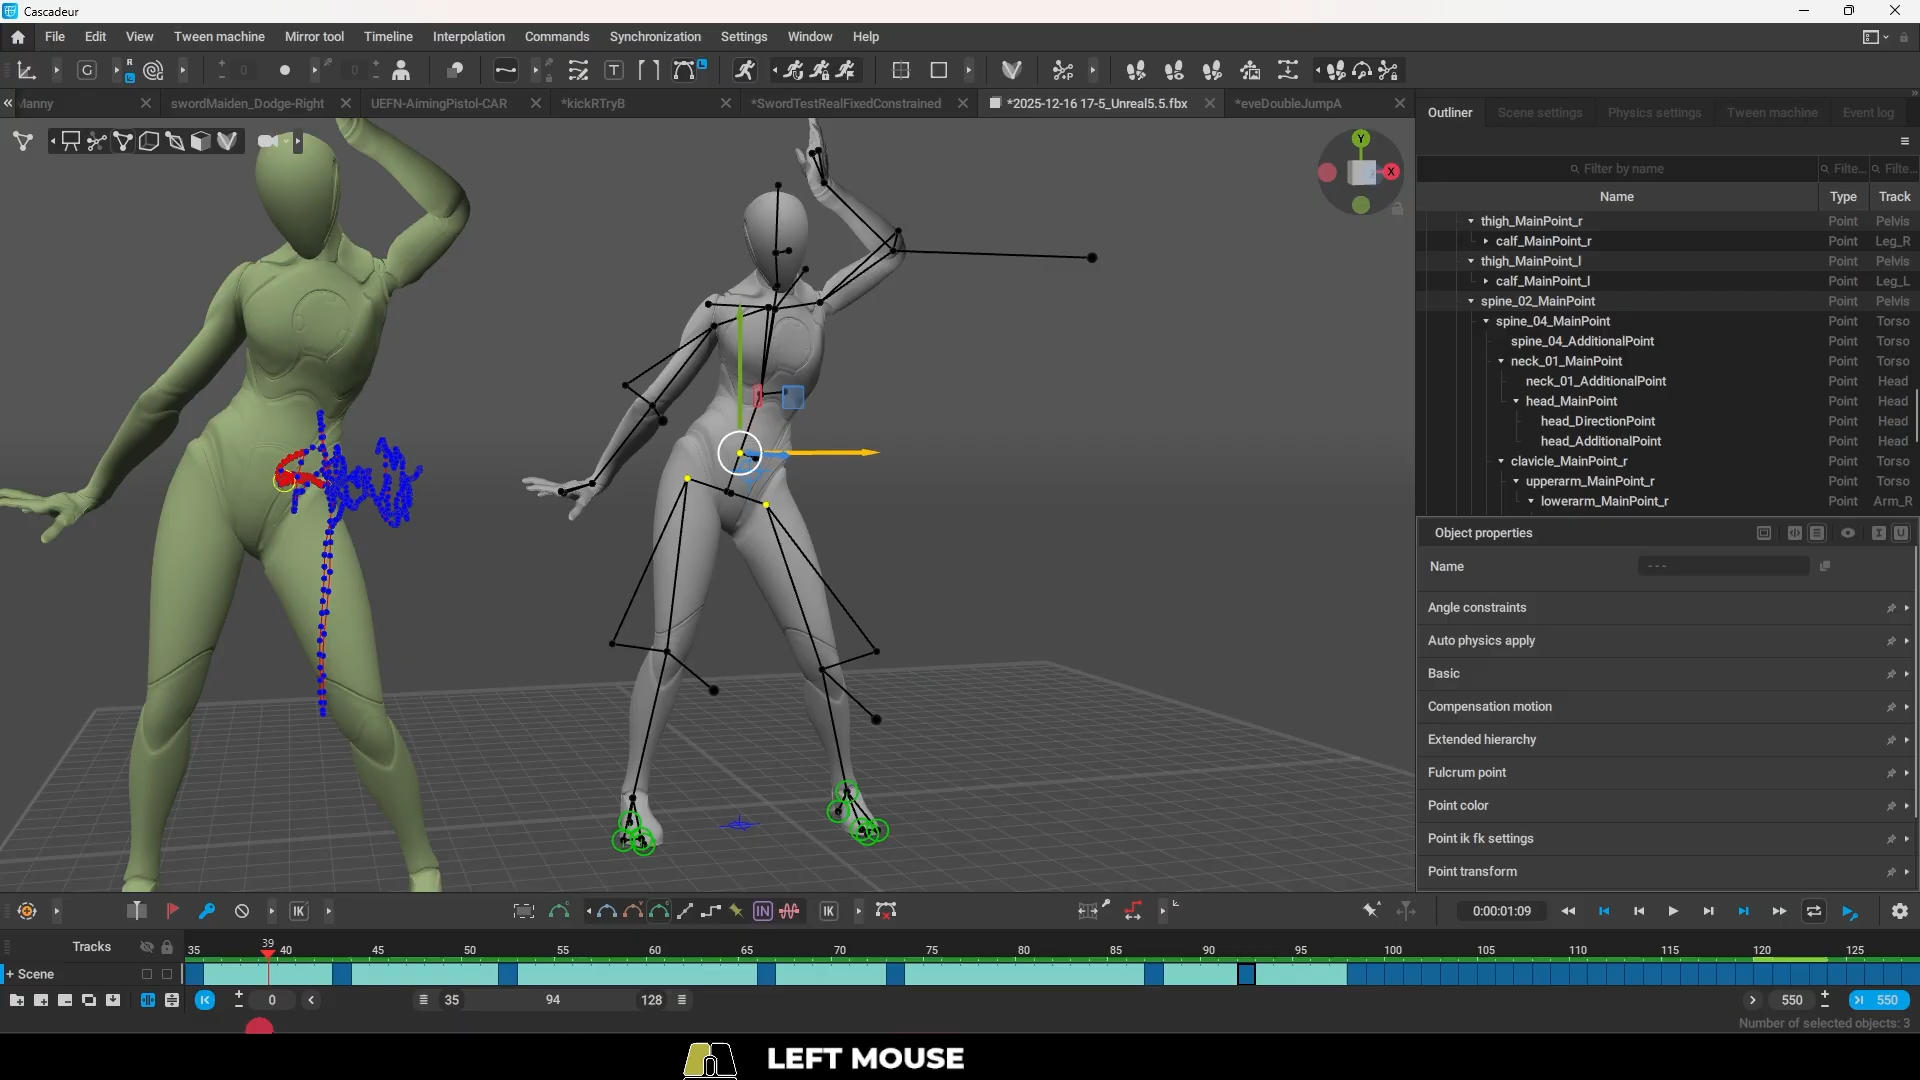 Cascadeur
File Edit View Tween machine Mirror tool Timeline Interpolation Commands Synchronization Settings Window Help
G R L 0 0 T L P
Manny swordMaiden_Dodge-Right UEFN-AimingPistol-CAR *kickRTryB *SwordTestRealFixedConstrained *2025-12-16 17-5_Unreal5.5.fbx *eveDoubleJumpA
Outliner Scene settings Physics settings Tween machine Event log
Y
X
Filter by name Filte... Filte...
Name Type Track
thigh_MainPoint_r Point Pelvis
calf_MainPoint_r Point Leg_R
thigh_MainPoint_l Point Pelvis
calf_MainPoint_l Point Leg_L
spine_02_MainPoint Point Pelvis
spine_04_MainPoint Point Torso
spine_04_AdditionalPoint Point Torso
neck_01_MainPoint Point Torso
neck_01_AdditionalPoint Point Head
head_MainPoint Point Head
head_DirectionPoint Point Head
head_AdditionalPoint Point Head
clavicle_MainPoint_r Point Torso
upperarm_MainPoint_r Point Torso
lowerarm_MainPoint_r Point Arm_R
Object properties
Name ---
Angle constraints
Auto physics apply
Basic
Compensation motion
Extended hierarchy
Fulcrum point
Point color
Point ik fk settings
Point transform
IK IN IK A 0:00:01:09
Tracks 35 39 40 45 50 55 60 65 70 75 80 85 90 95 100 105 110 115 120 125
+ Scene
0 35 94 128 550 550
Number of selected objects: 3
LEFT MOUSE